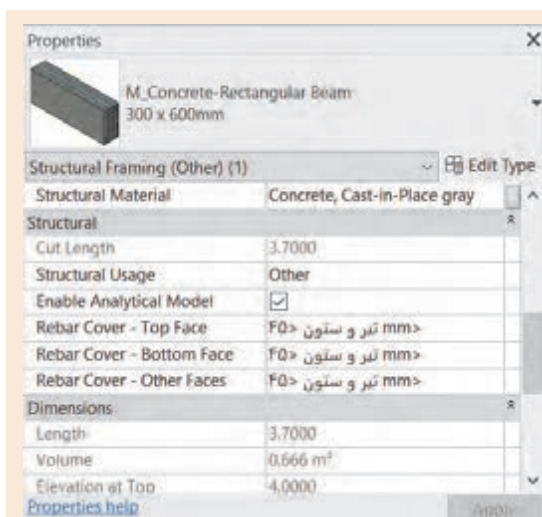 Properties
M_Concrete-Rectangular Beam
300 x 600mm
Structural Framing (Other) (1) Edit Type
Structural Material Concrete, Cast-in-Place gray
Structural
Cut Length 3.7000
Structural Usage Other
Enable Analytical Model
Rebar Cover - Top Face تیر و ستون <۴۵ mm>
Rebar Cover - Bottom Face تیر و ستون <۴۵ mm>
Rebar Cover - Other Faces تیر و ستون <۴۵ mm>
Dimensions
Length 3.7000
Volume 0.666 m³
Elevation at Top 4.0000
Properties help Apply